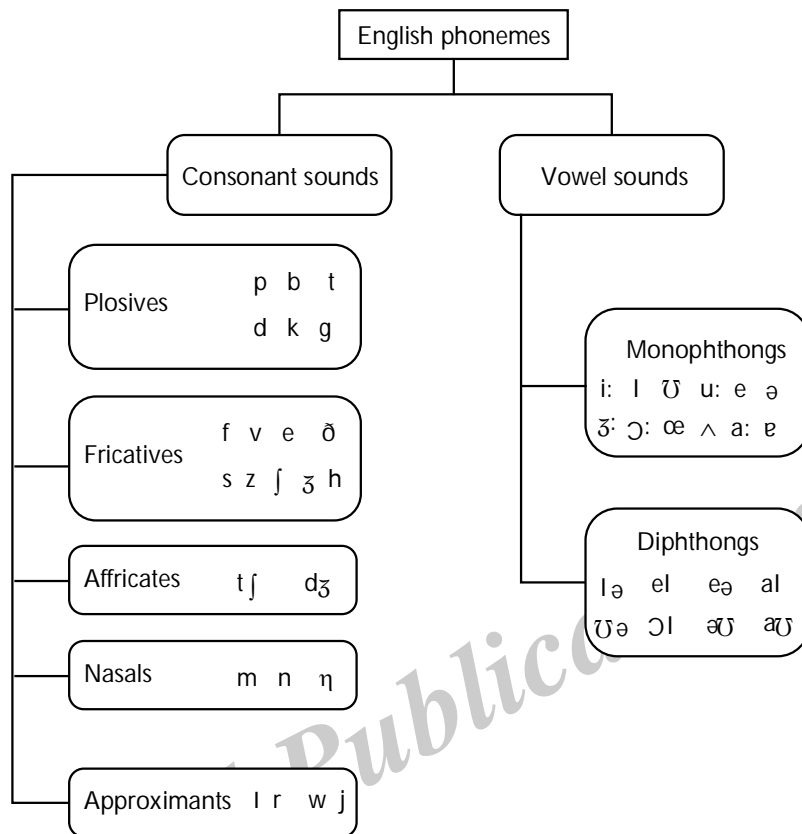 English phonemes
Consonant sounds
Vowel sounds
Plosives
p b t
d k g
Fricatives
f v e ð
s z ʃ ʒ h
Affricates
tʃ dʒ
Nasals
m n η
Approximants l r w j
Monophthongs
i: I Ʊ u: e ə
ʒ: Ɔ: œ ʌ a: ɐ
Diphthongs
Iə eI eə aI
Ʊə ƆI əƱ aƱ